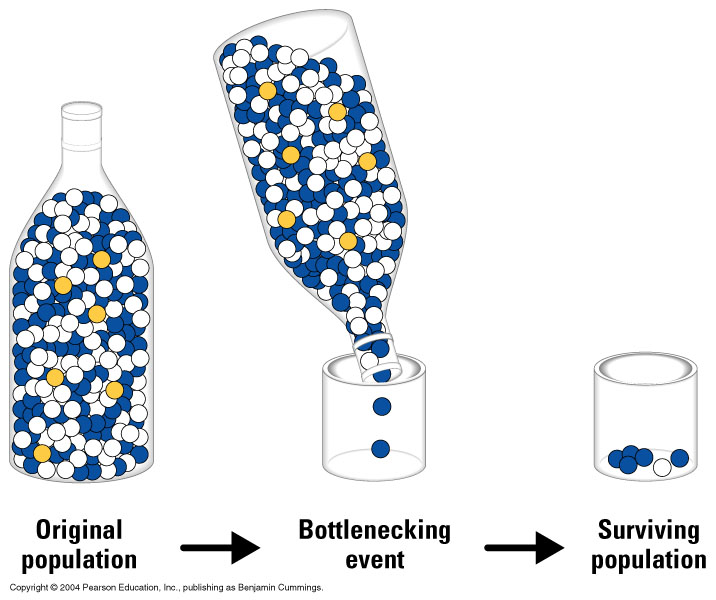 Original
population
Bottlenecking
event
Surviving
population
Copyright © 2004 Pearson Education, Inc., publishing as Benjamin Cummings.